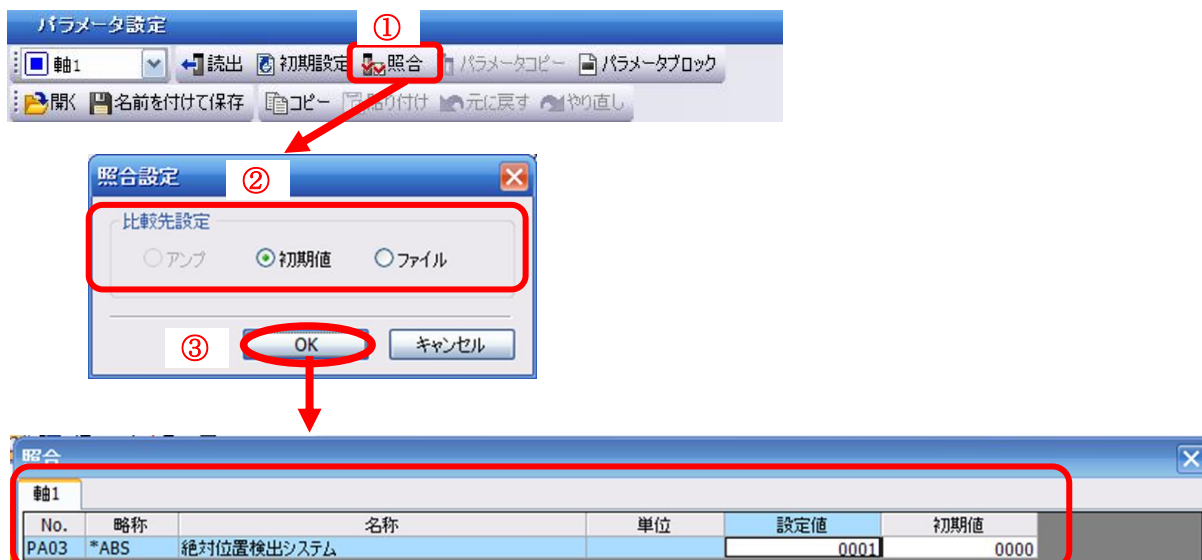 パラメータ設定
①
軸1 読出 初期設定 照合 パラメータコピー パラメータブロック
開く 名前を付けて保存 コピー 貼り付け 元に戻す やり直し
照合設定 ②
比較先設定
アンプ 初期値 ファイル
③ OK キャンセル
照合
軸1
No. 略称 名称 単位 設定値 初期値
PA03 *ABS 絶対位置検出システム 0001 0000